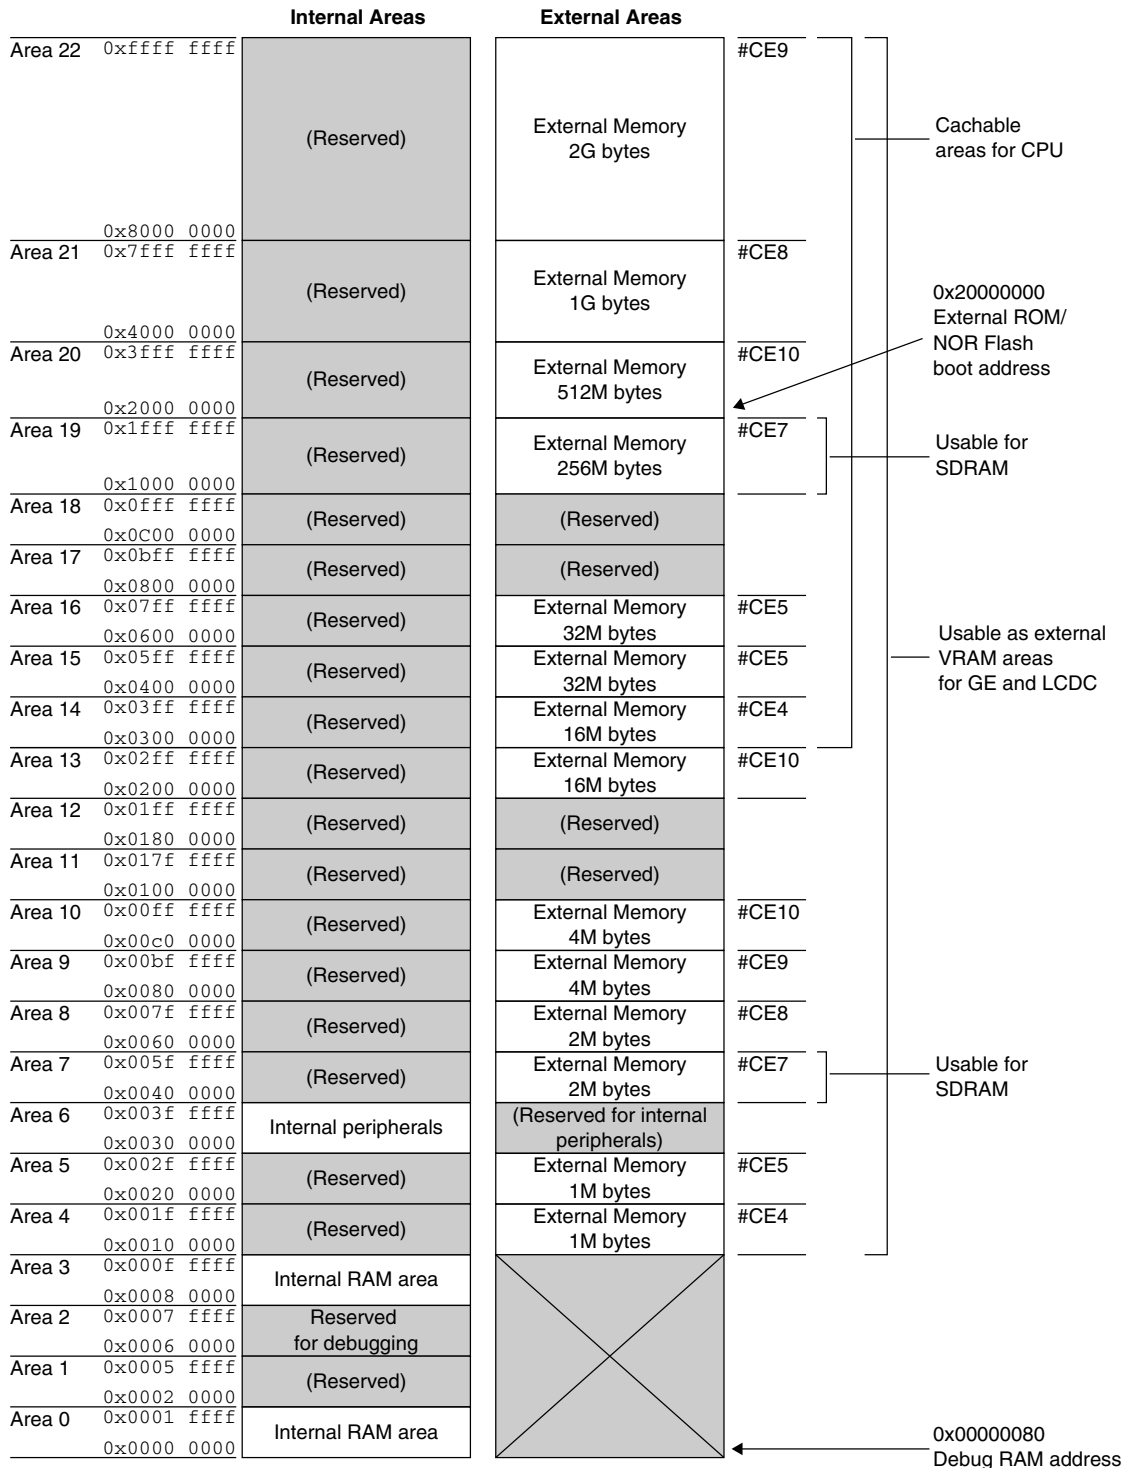 Internal Areas External Areas
Area 22 0xffff ffff
(Reserved)
External Memory
2G bytes
#CE9
Cachable
areas for CPU
0x8000 0000
Area 21 0x7fff ffff
(Reserved)
External Memory
1G bytes
#CE8
0x20000000
External ROM/
NOR Flash
boot address
0x4000 0000
Area 20 0x3fff ffff
(Reserved)
External Memory
512M bytes
#CE10
0x2000 0000
Area 19 0x1fff ffff
(Reserved)
External Memory
256M bytes
#CE7
Usable for
SDRAM
0x1000 0000
Area 18 0x0fff ffff
(Reserved)
(Reserved)
0x0C00 0000
Area 17 0x0bff ffff
(Reserved)
(Reserved)
0x0800 0000
Area 16 0x07ff ffff
(Reserved)
External Memory
32M bytes
#CE5
0x0600 0000
Usable as external
VRAM areas
for GE and LCDC
Area 15 0x05ff ffff
(Reserved)
External Memory
32M bytes
#CE5
0x0400 0000
Area 14 0x03ff ffff
(Reserved)
External Memory
16M bytes
#CE4
0x0300 0000
Area 13 0x02ff ffff
(Reserved)
External Memory
16M bytes
#CE10
0x0200 0000
Area 12 0x01ff ffff
(Reserved)
(Reserved)
0x0180 0000
Area 11 0x017f ffff
(Reserved)
(Reserved)
0x0100 0000
Area 10 0x00ff ffff
(Reserved)
External Memory
4M bytes
#CE10
0x00c0 0000
Area 9 0x00bf ffff
(Reserved)
External Memory
4M bytes
#CE9
0x0080 0000
Area 8 0x007f ffff
(Reserved)
External Memory
2M bytes
#CE8
0x0060 0000
Area 7 0x005f ffff
(Reserved)
External Memory
2M bytes
#CE7
Usable for
SDRAM
0x0040 0000
Area 6 0x003f ffff
Internal peripherals
(Reserved for internal
peripherals)
0x0030 0000
Area 5 0x002f ffff
(Reserved)
External Memory
1M bytes
#CE5
0x0020 0000
Area 4 0x001f ffff
(Reserved)
External Memory
1M bytes
#CE4
0x0010 0000
Area 3 0x000f ffff
Internal RAM area
0x0008 0000
Area 2 0x0007 ffff
Reserved
for debugging
0x0006 0000
Area 1 0x0005 ffff
(Reserved)
0x0002 0000
Area 0 0x0001 ffff
Internal RAM area
0x0000 0000
0x00000080
Debug RAM address